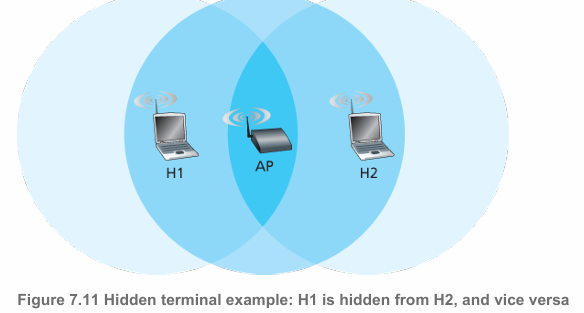 H1
AP
H2
Figure 7.11 Hidden terminal example: H1 is hidden from H2, and vice versa